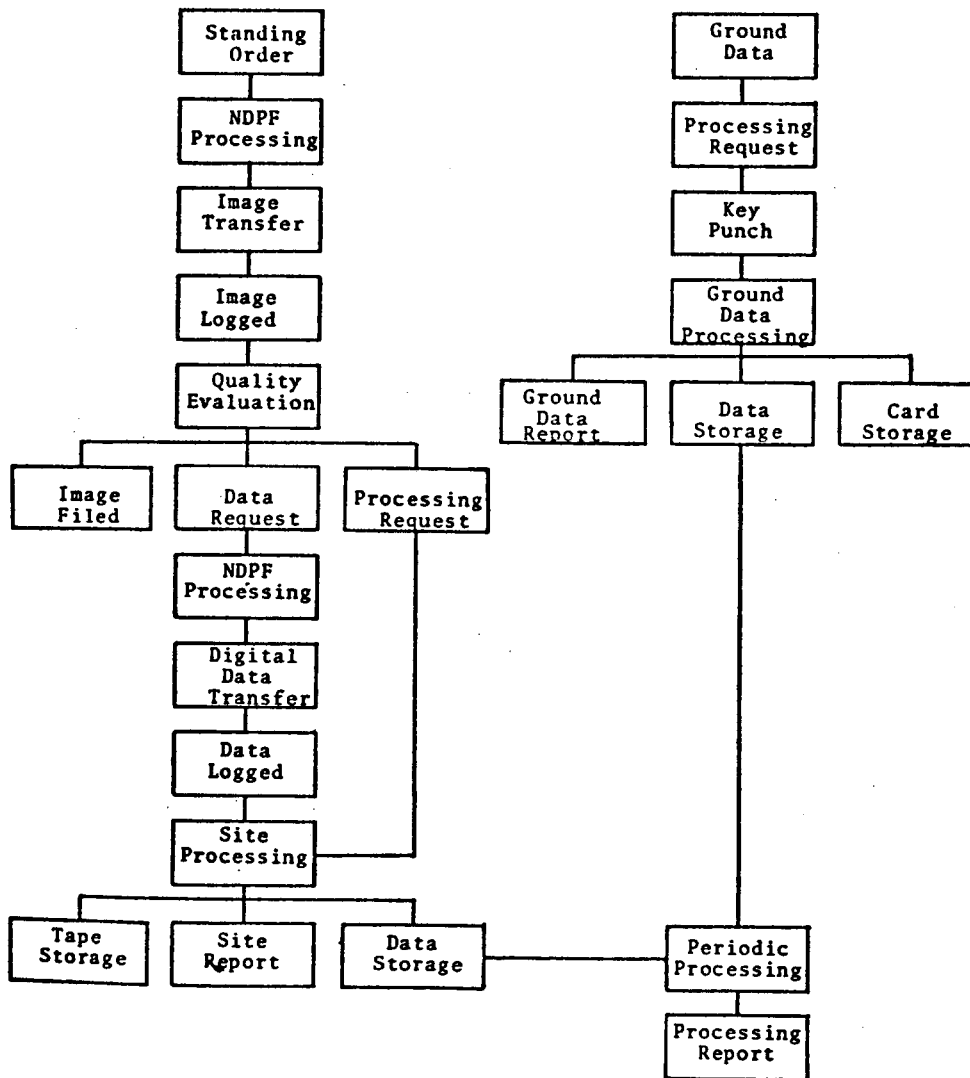 Standing
Order
NDPF
Processing
Image
Transfer
Image
Logged
Quality
Evaluation
Image
Filed
Data
Request
Processing
Request
NDPF
Processing
Digital
Data
Transfer
Data
Logged
Site
Processing
Tape
Storage
Site
Report
Data
Storage
Ground
Data
Processing
Request
Key
Punch
Ground
Data
Processing
Ground
Data
Report
Data
Storage
Card
Storage
Periodic
Processing
Processing
Report